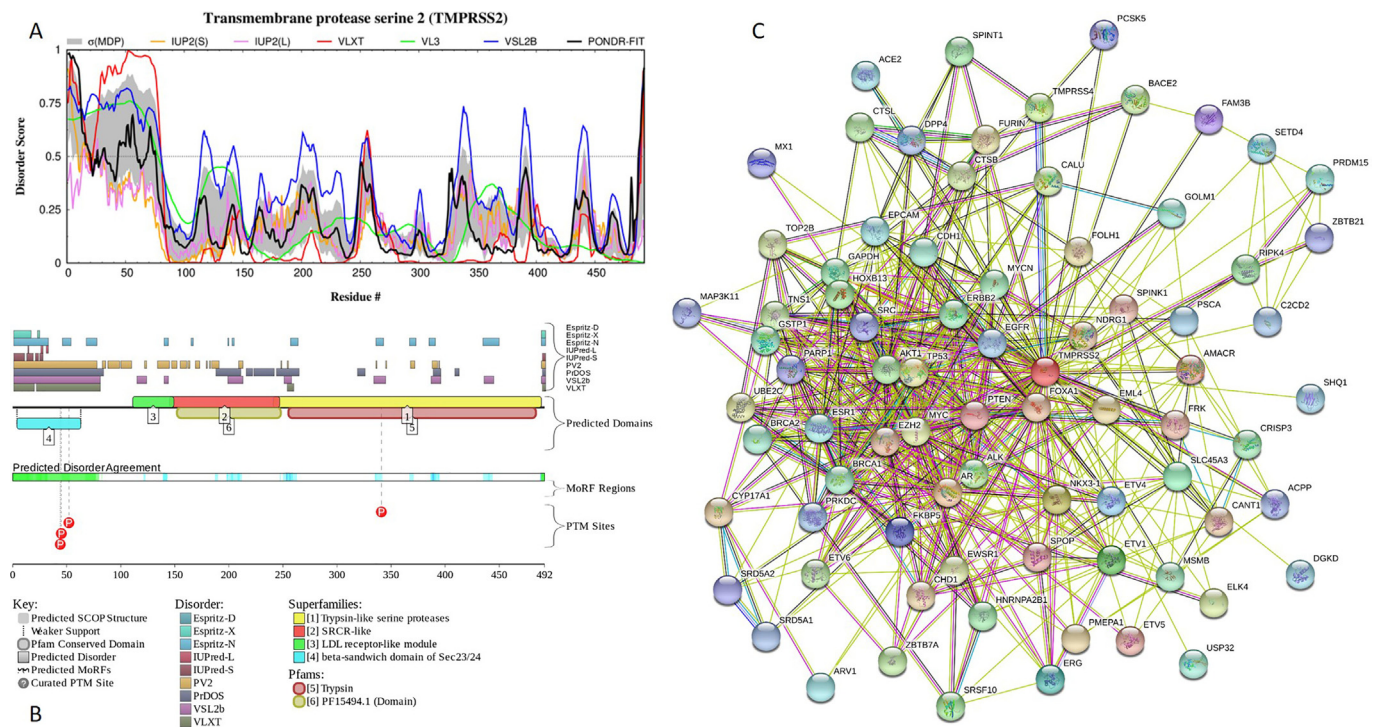 A
Transmembrane protease serine 2 (TMPRSS2)
σ(MDP) IUP2(S) IUP2(L) VLXT VL3 VSL2B PONDR-FIT
Disorder Score
1
0.75
0.5
0.25
0
0 50 100 150 200 250 300 350 400 450
Residue #
Espritz-D
Espritz-X
Espritz-N
IUPred-L
IUPred-S
PV2
PrDOS
VSL2b
VLXT
3
2
6
1
5
4
Predicted Domains
Predicted Disorder Agreement
MoRF Regions
P
P
P
P
PTM Sites
0 50 100 150 200 250 300 350 400 450 492
Key:
Predicted SCOP Structure
Weaker Support
Pfam Conserved Domain
Predicted Disorder
Predicted MoRFs
? Curated PTM Site
Disorder:
Espritz-D
Espritz-X
Espritz-N
IUPred-L
IUPred-S
PV2
PrDOS
VSL2b
VLXT
Superfamilies:
[1] Trypsin-like serine proteases
[2] SRCR-like
[3] LDL receptor-like module
[4] beta-sandwich domain of Sec23/24
Pfams:
[5] Trypsin
[6] PF15494.1 (Domain)
B
C
PCSK5
SPINT1
ACE2
BACE2
TMPRSS4
FAM3B
CTSL
DPP4
FURIN
SETD4
MX1
CTSB
CALU
PRDM15
GOLM1
EPCAM
ZBTB21
TOP2B
CDH1
FOLH1
GAPDH
RIPK4
MYCN
HOXB13
MAP3K11
TNS1
ERBB2
SPINK1
PSCA
C2CD2
SRC
GSTP1
EGFR
NDRG1
PARP1
AKT1
TP53
TMPRSS2
AMACR
UBE2C
FOXA1
SHQ1
PTEN
EML4
ESR1
MYC
FRK
BRCA2
EZH2
CRISP3
BRCA1
ALK
SLC45A3
AR
NKX3-1
ETV4
CYP17A1
PRKDC
ACPP
FKBP5
CANT1
SPOP
ETV1
ETV6
EWSR1
MSMB
DGKD
SRD5A2
CHD1
ELK4
HNRNPA2B1
SRD5A1
PMEPA1
ETV5
ZBTB7A
USP32
ARV1
ERG
SRSF10